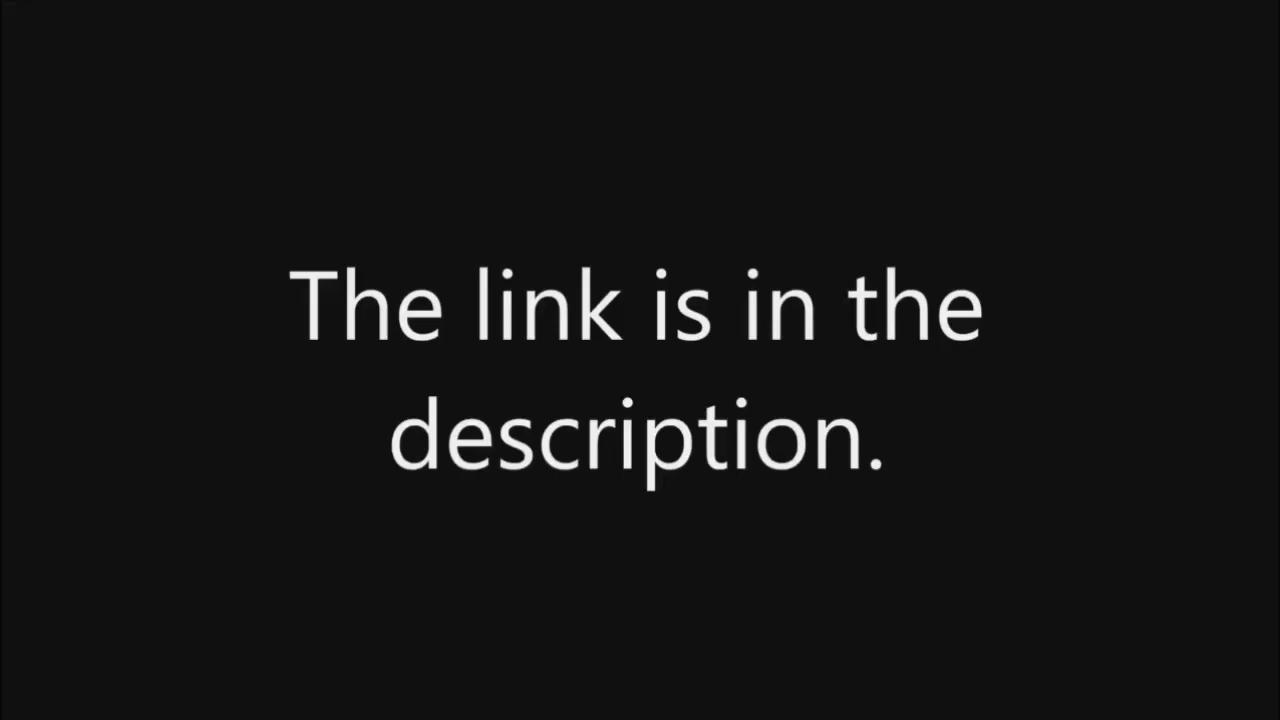 The link is in the
description.